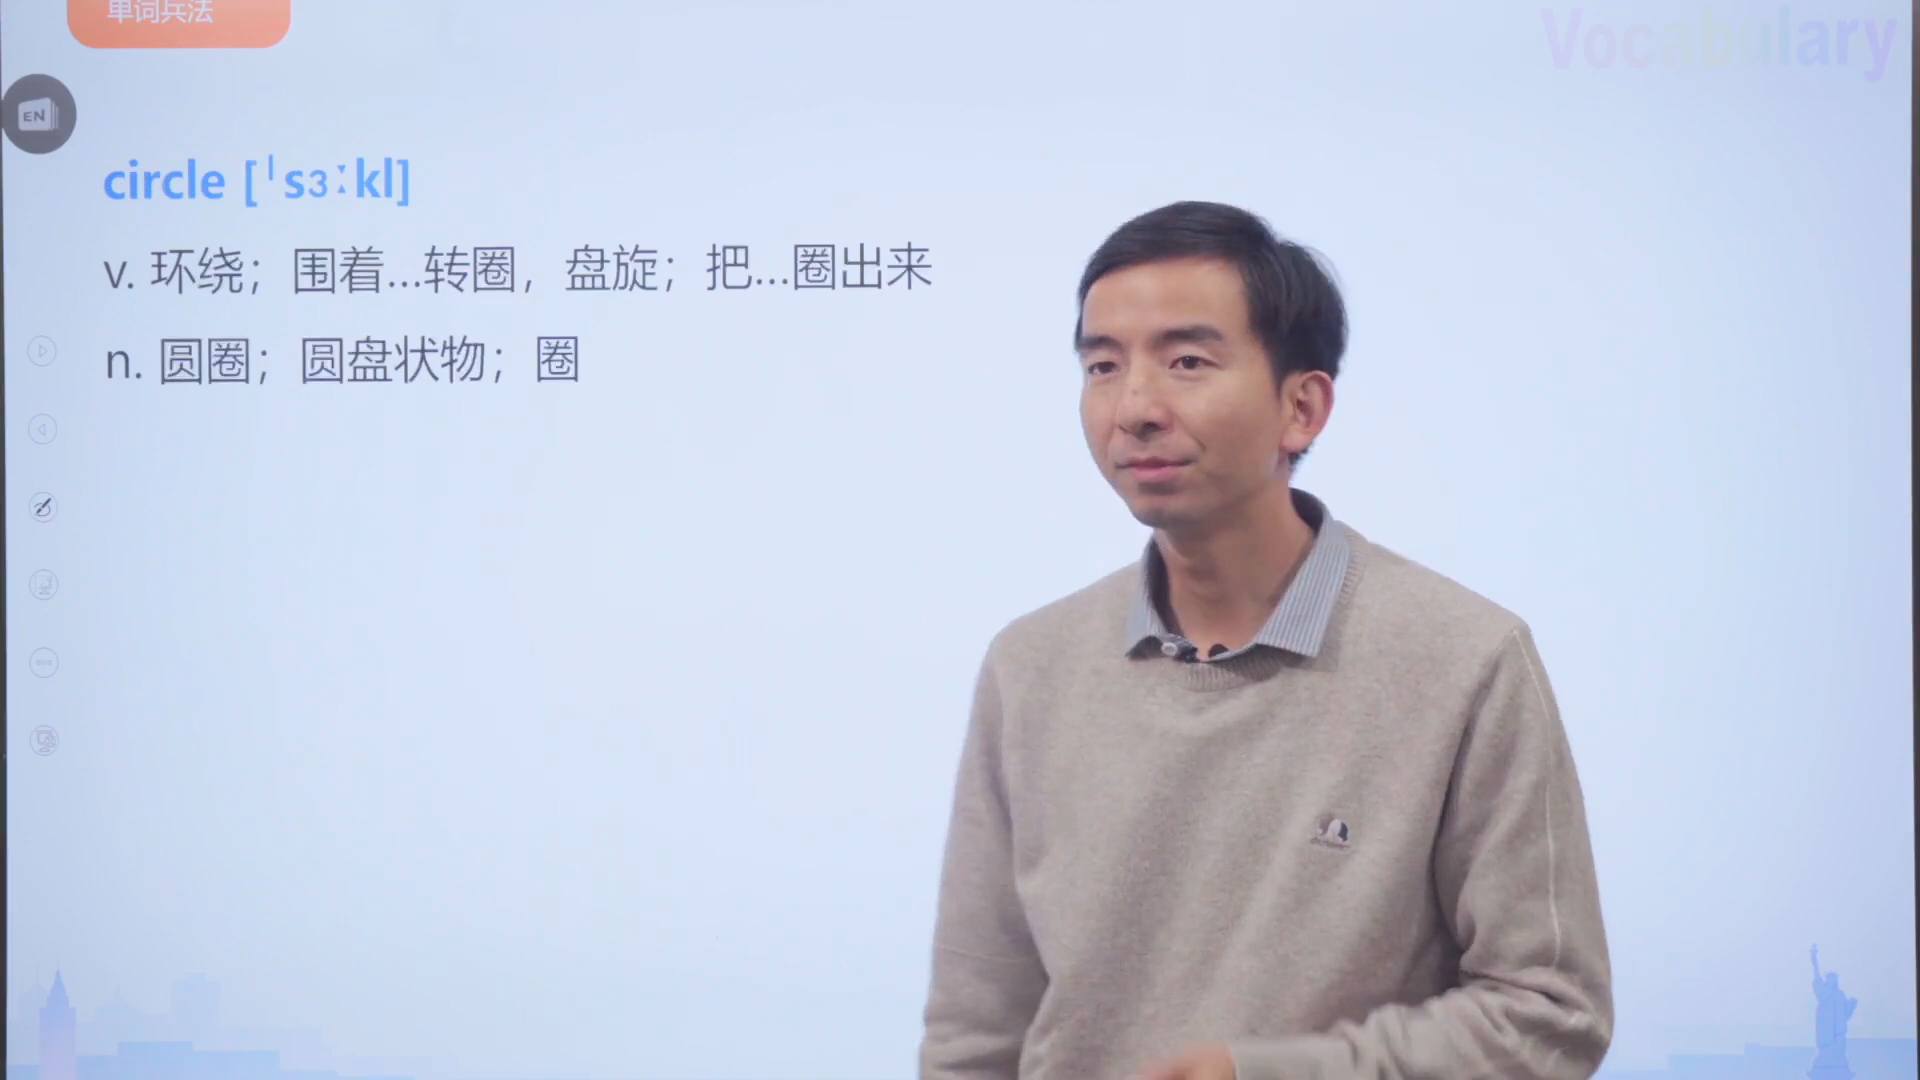 单词兵法
Vocabulary
EN
circle [ˈsɜːkl]
v. 环绕；围着...转圈，盘旋；把...圈出来
n. 圆圈；圆盘状物；圈